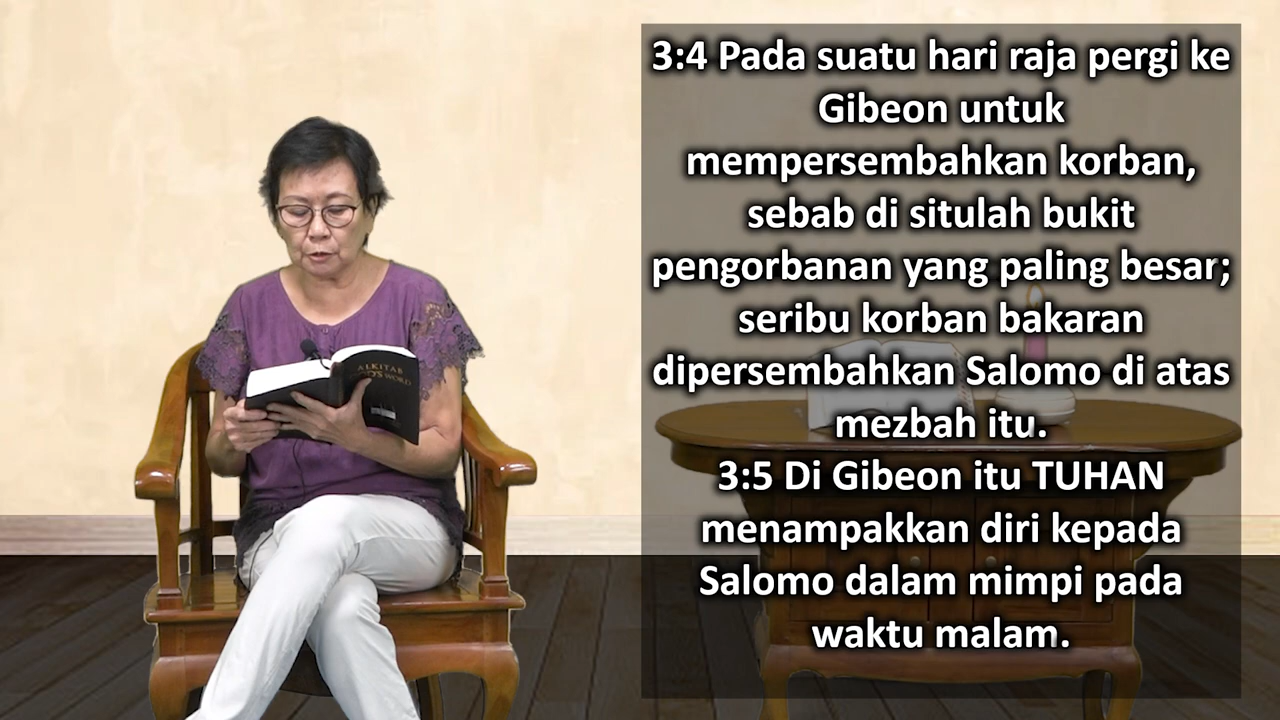 3:4 Pada suatu hari raja pergi ke
Gibeon untuk
mempersembahkan korban,
sebab di situlah bukit
pengorbanan yang paling besar;
seribu korban bakaran
dipersembahkan Salomo di atas
mezbah itu.
3:5 Di Gibeon itu TUHAN
menampakkan diri kepada
Salomo dalam mimpi pada
waktu malam.
ALKITAB
WORD